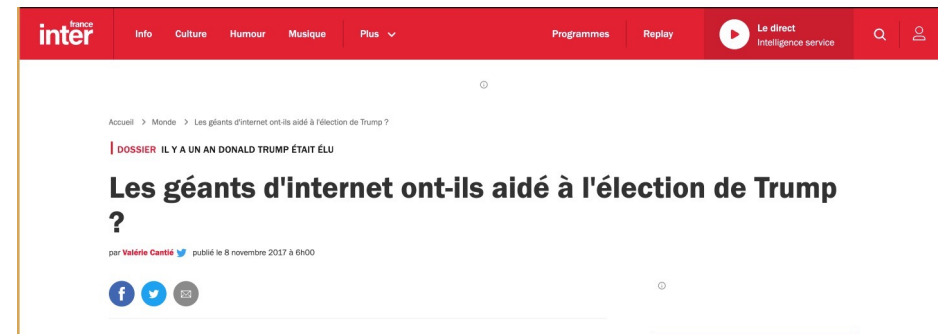 france
inter
Info Culture Humour Musique Plus Programmes Replay Le direct
Intelligence service
Accueil > Monde > Les géants d'internet ont-ils aidé à l'élection de Trump ?
DOSSIER IL Y A UN AN DONALD TRUMP ÉTAIT ÉLU
Les géants d'internet ont-ils aidé à l'élection de Trump
?
par Valérie Cantié publié le 8 novembre 2017 à 6h00